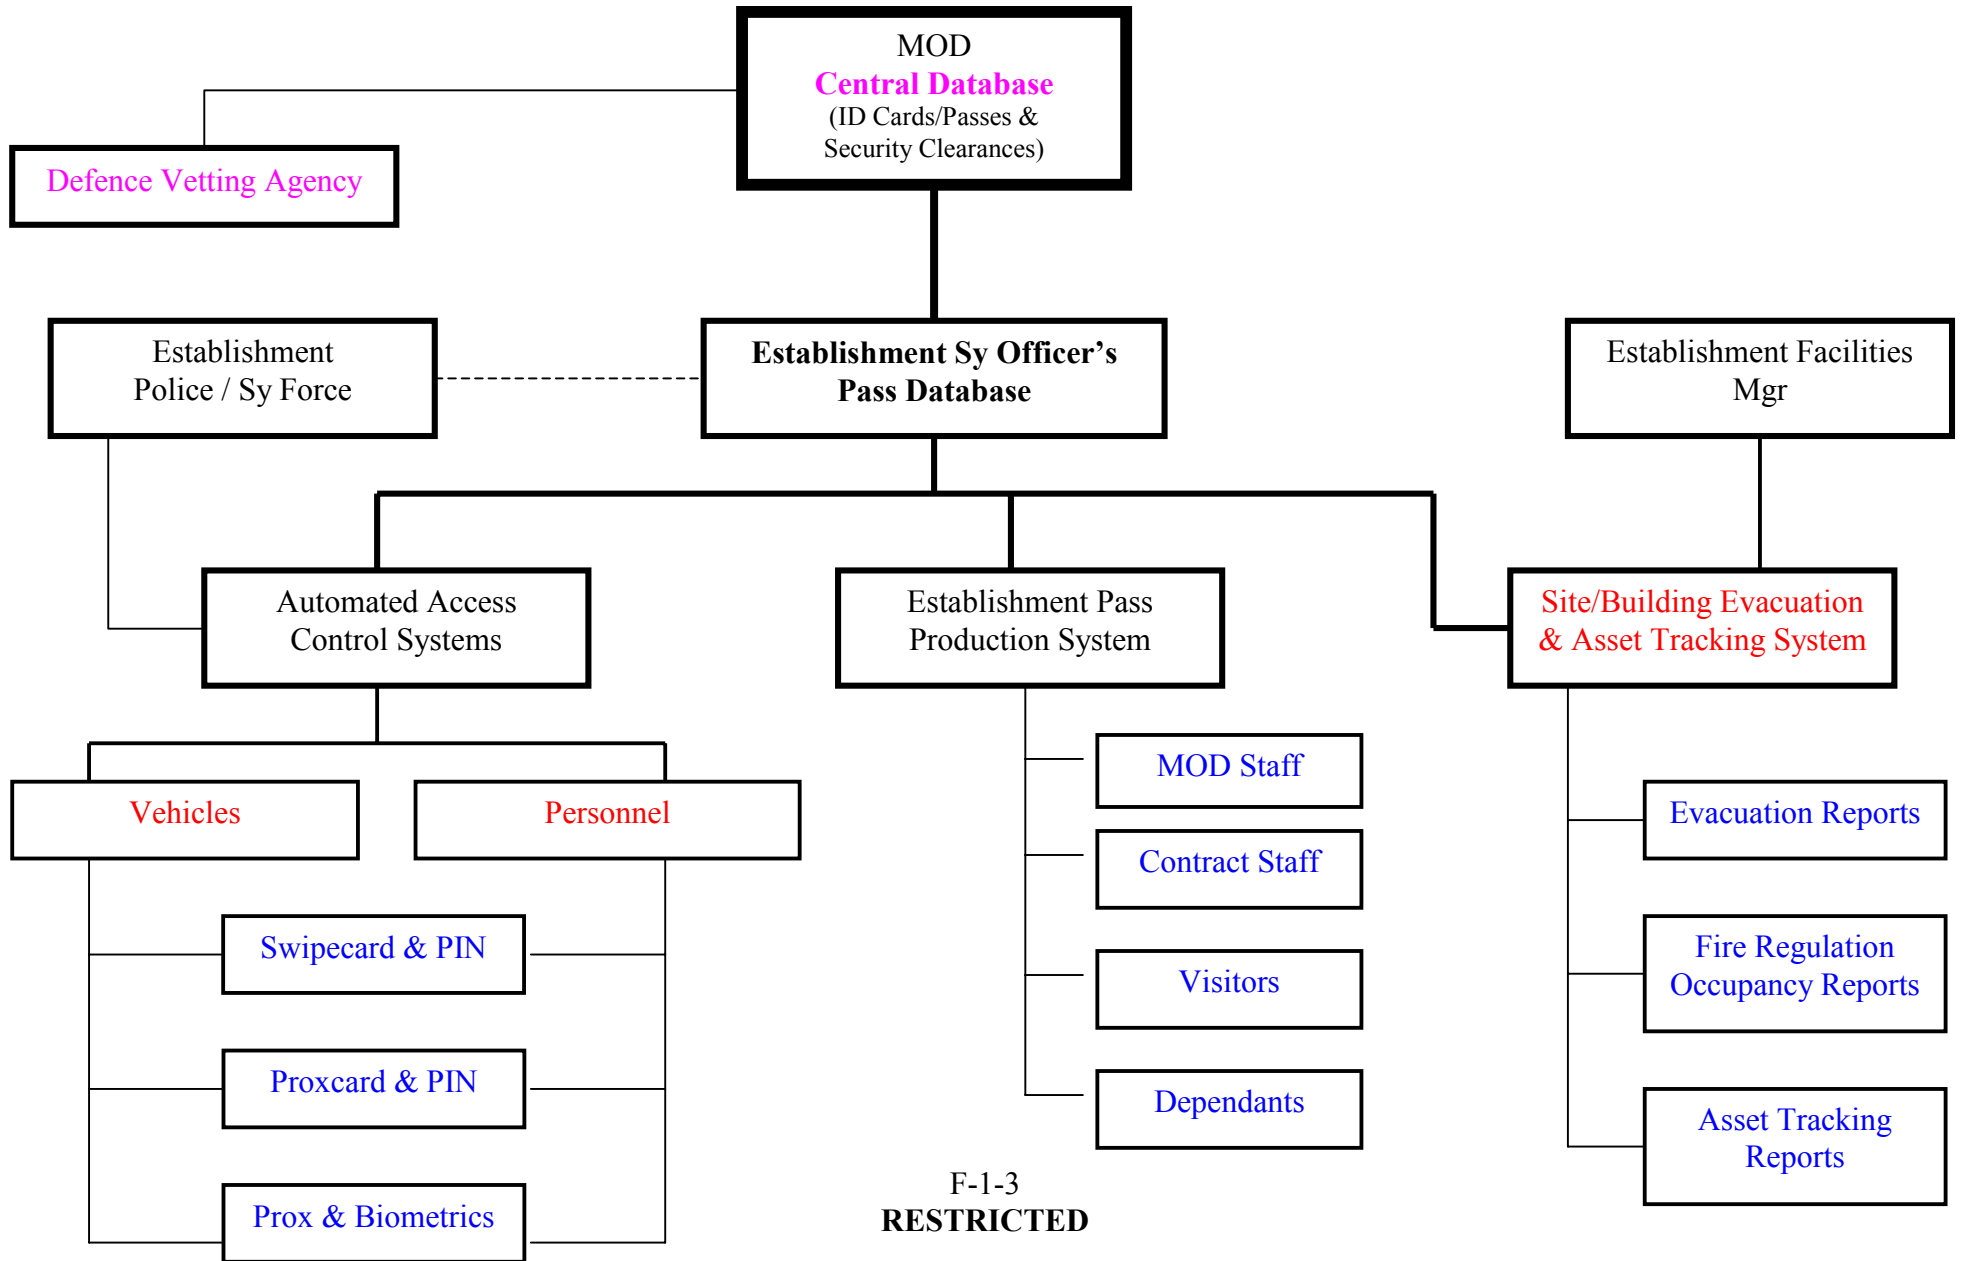 MOD
Central Database
(ID Cards/Passes &
Security Clearances)
Defence Vetting Agency
Establishment
Police / Sy Force
Establishment Sy Officer’s
Pass Database
Establishment Facilities
Mgr
Automated Access
Control Systems
Establishment Pass
Production System
Site/Building Evacuation
& Asset Tracking System
Vehicles
Personnel
Swipecard & PIN
Proxcard & PIN
Prox & Biometrics
MOD Staff
Contract Staff
Visitors
Dependants
Evacuation Reports
Fire Regulation
Occupancy Reports
Asset Tracking
Reports
F-1-3
RESTRICTED